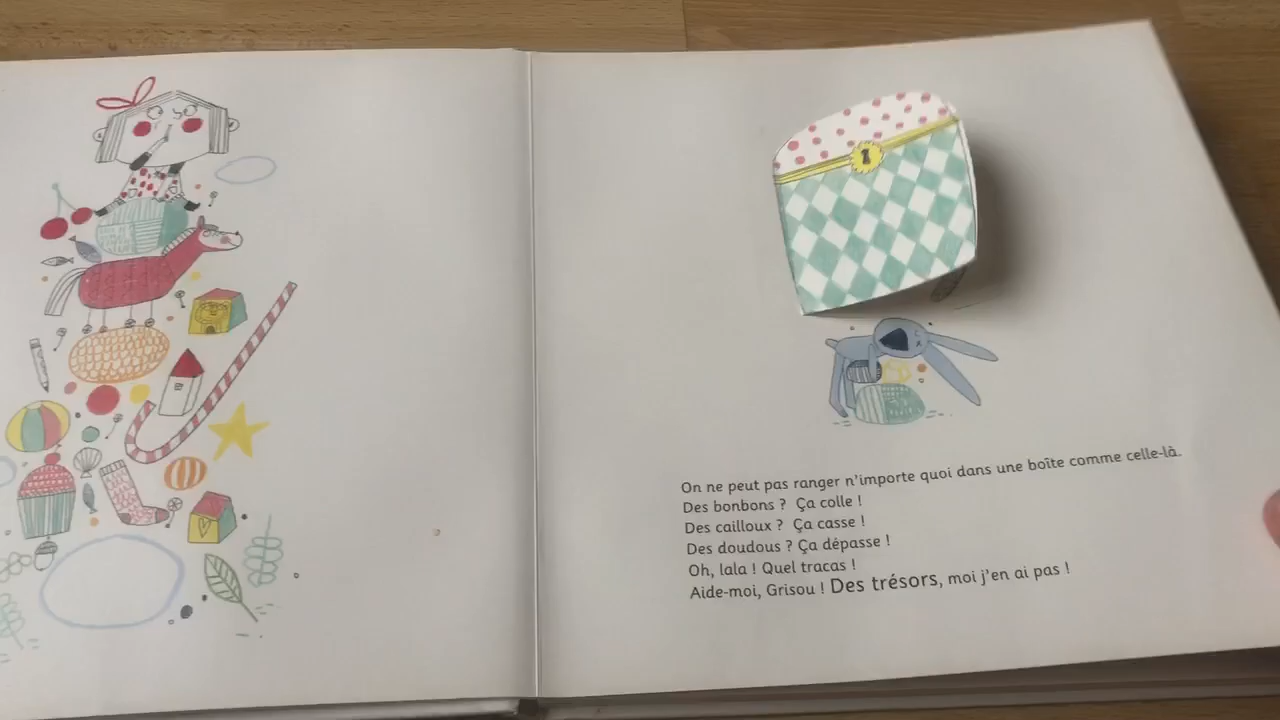 1
On ne peut pas ranger n'importe quoi dans une boîte comme celle-là.
Des bonbons ? Ça colle !
Des cailloux ? Ça casse !
Des doudous ? Ça dépasse !
Oh, lala ! Quel tracas !
Aide-moi, Grisou ! Des trésors, moi j'en ai pas !